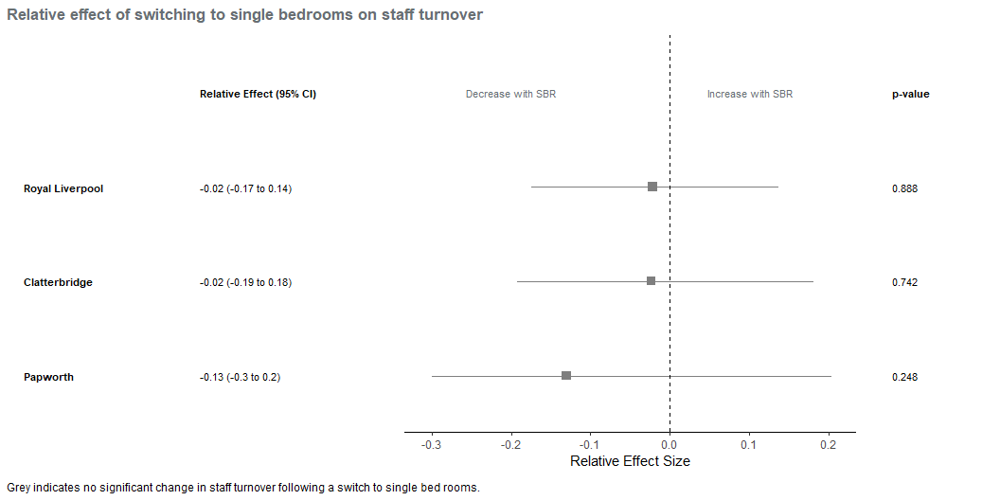 Relative effect of switching to single bedrooms on staff turnover
Relative Effect (95% CI) Decrease with SBR Increase with SBR p-value
Royal Liverpool -0.02 (-0.17 to 0.14) 0.888
Clatterbridge -0.02 (-0.19 to 0.18) 0.742
Papworth -0.13 (-0.3 to 0.2) 0.248
-0.3 -0.2 -0.1 0.0 0.1 0.2
Relative Effect Size
Grey indicates no significant change in staff turnover following a switch to single bed rooms.